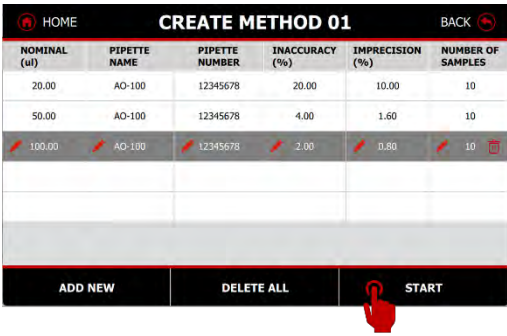 HOME CREATE METHOD 01 BACK
NOMINAL PIPETTE PIPETTE INACCURACY IMPRECISION NUMBER OF
(ul) NAME NUMBER (%) (%) SAMPLES
20.00 AO-100 12345678 20.00 10.00 10
50.00 AO-100 12345678 4.00 1.60 10
100.00 AO-100 12345678 2.00 0.80 10
ADD NEW DELETE ALL START